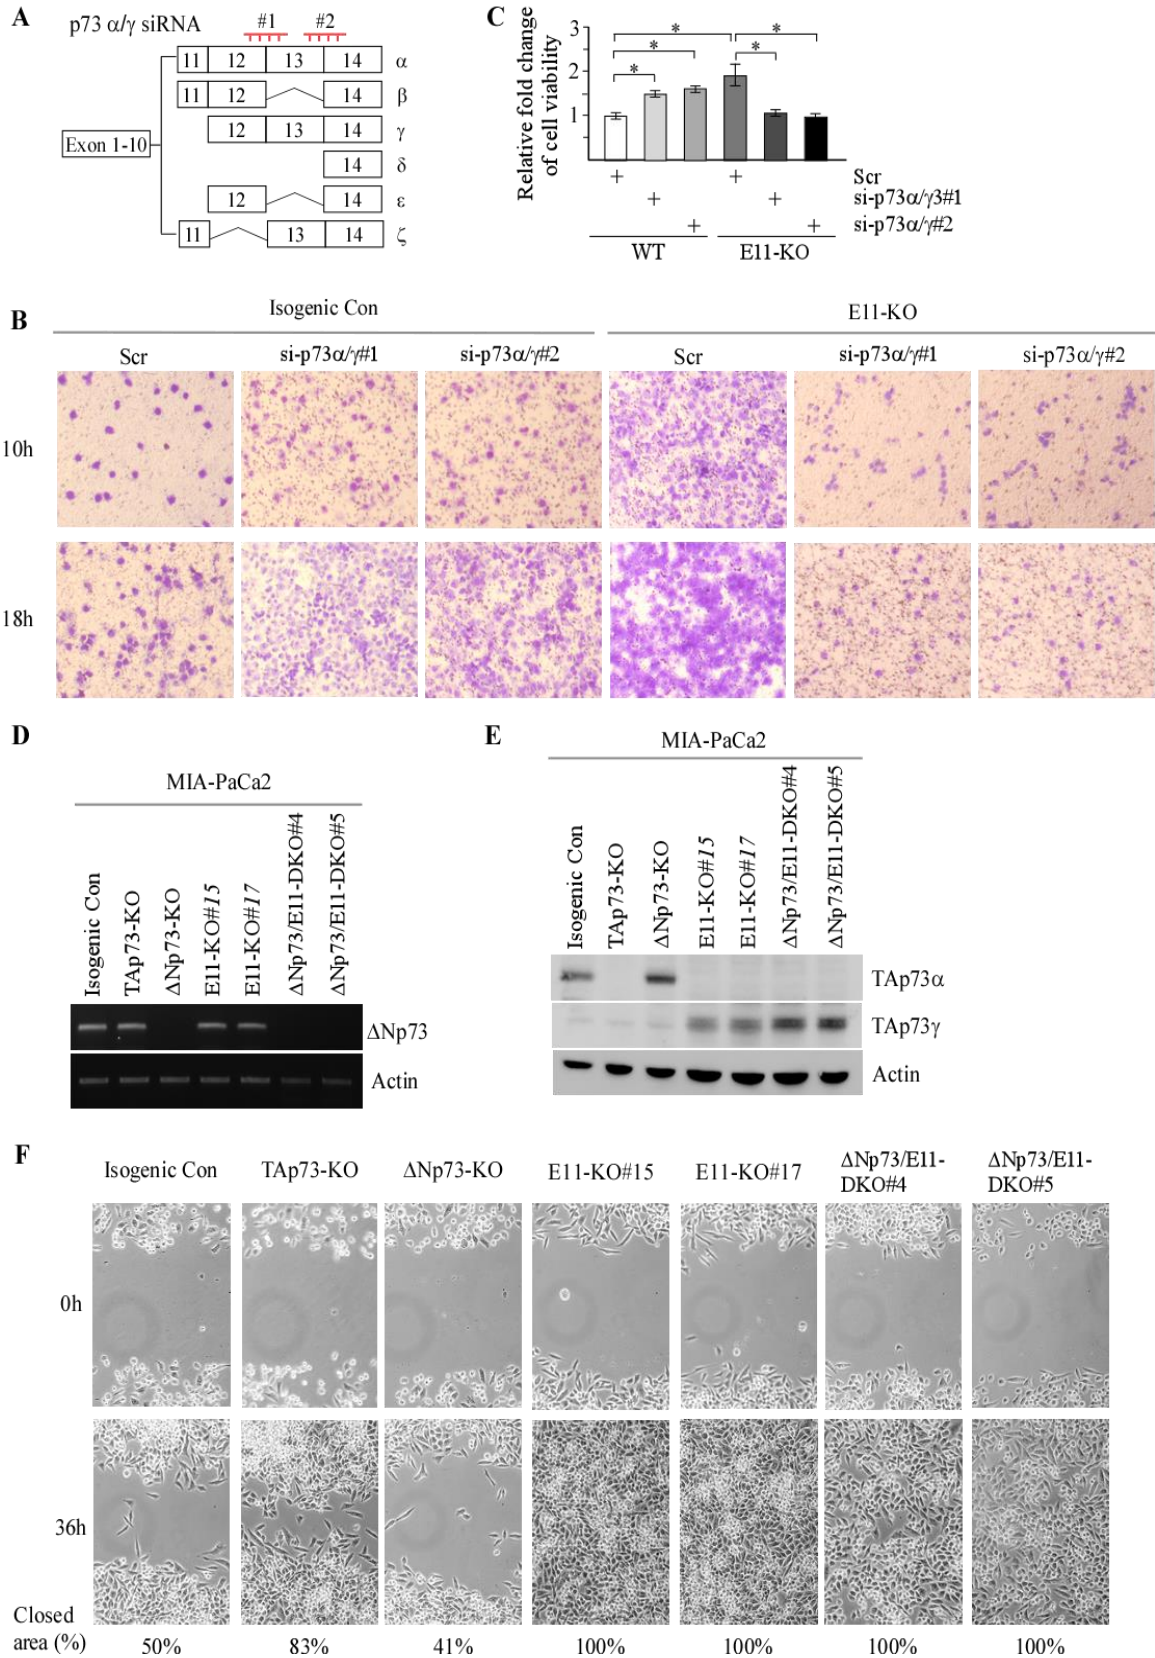 A
p73 α/γ siRNA
#1 #2
11 12 13 14 α
11 12 14 β
12 13 14 γ
Exon 1-10
14 δ
12 14 ε
11 13 14 ζ
C
Relative fold change
of cell viability
3
2
1
+ + Scr
+ + si-p73α/γ3#1
+ + si-p73α/γ#2
WT E11-KO
* * * * *
B
Isogenic Con E11-KO
Scr si-p73α/γ#1 si-p73α/γ#2 Scr si-p73α/γ#1 si-p73α/γ#2
10h
18h
D
MIA-PaCa2
Isogenic Con
TAp73-KO
ΔNp73-KO
E11-KO#15
E11-KO#17
ΔNp73/E11-DKO#4
ΔNp73/E11-DKO#5
ΔNp73
Actin
E
MIA-PaCa2
Isogenic Con
TAp73-KO
ΔNp73-KO
E11-KO#15
E11-KO#17
ΔNp73/E11-DKO#4
ΔNp73/E11-DKO#5
TAp73α
TAp73γ
Actin
F
Isogenic Con TAp73-KO ΔNp73-KO E11-KO#15 E11-KO#17 ΔNp73/E11- ΔNp73/E11-
DKO#4 DKO#5
0h
36h
Closed
area (%) 50% 83% 41% 100% 100% 100% 100%